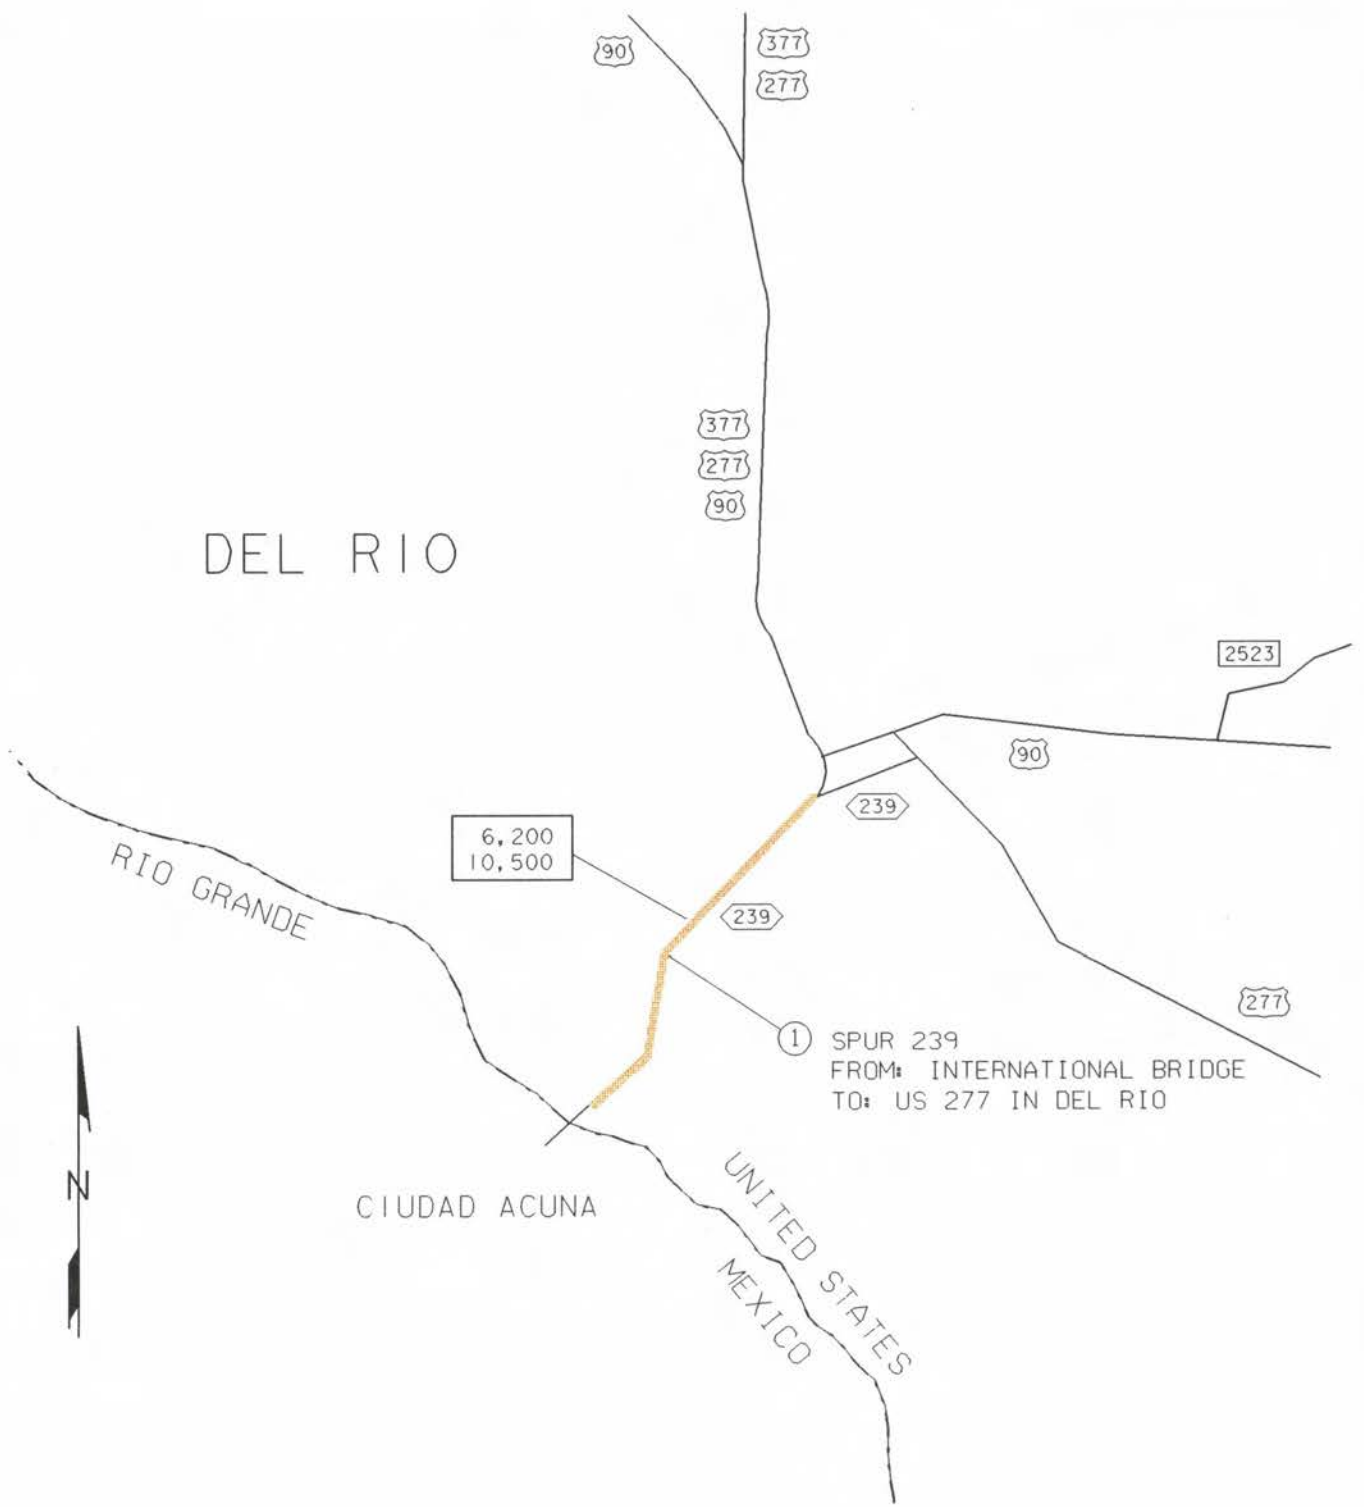 90
377
277
377
277
90
DEL RIO
2523
90
239
6,200
10,500
RIO GRANDE
239
277
1 SPUR 239
FROM: INTERNATIONAL BRIDGE
TO: US 277 IN DEL RIO
N
CIUDAD ACUNA
UNITED STATES
MEXICO